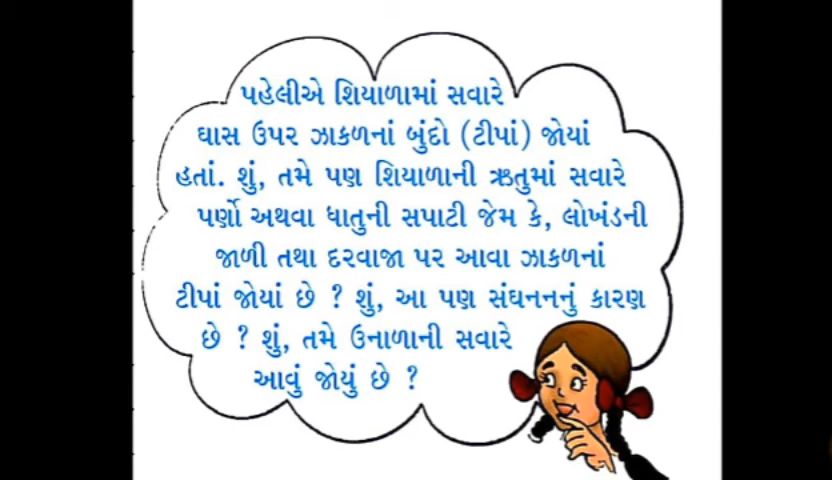 પહેલીએ શિયાળામાં સવારે
ઘાસ ઉપર ઝાકળનાં બુંદો (ટીપાં) જોયાં
હતાં. શું, તમે પણ શિયાળાની ઋતુમાં સવારે
પર્ણો અથવા ધાતુની સપાટી જેમ કે, લોખંડની
જાળી તથા દરવાજા પર આવા ઝાકળનાં
ટીપાં જોયાં છે ? શું, આ પણ સંઘનનનું કારણ
છે ? શું, તમે ઉનાળાની સવારે
આવું જોયું છે ?